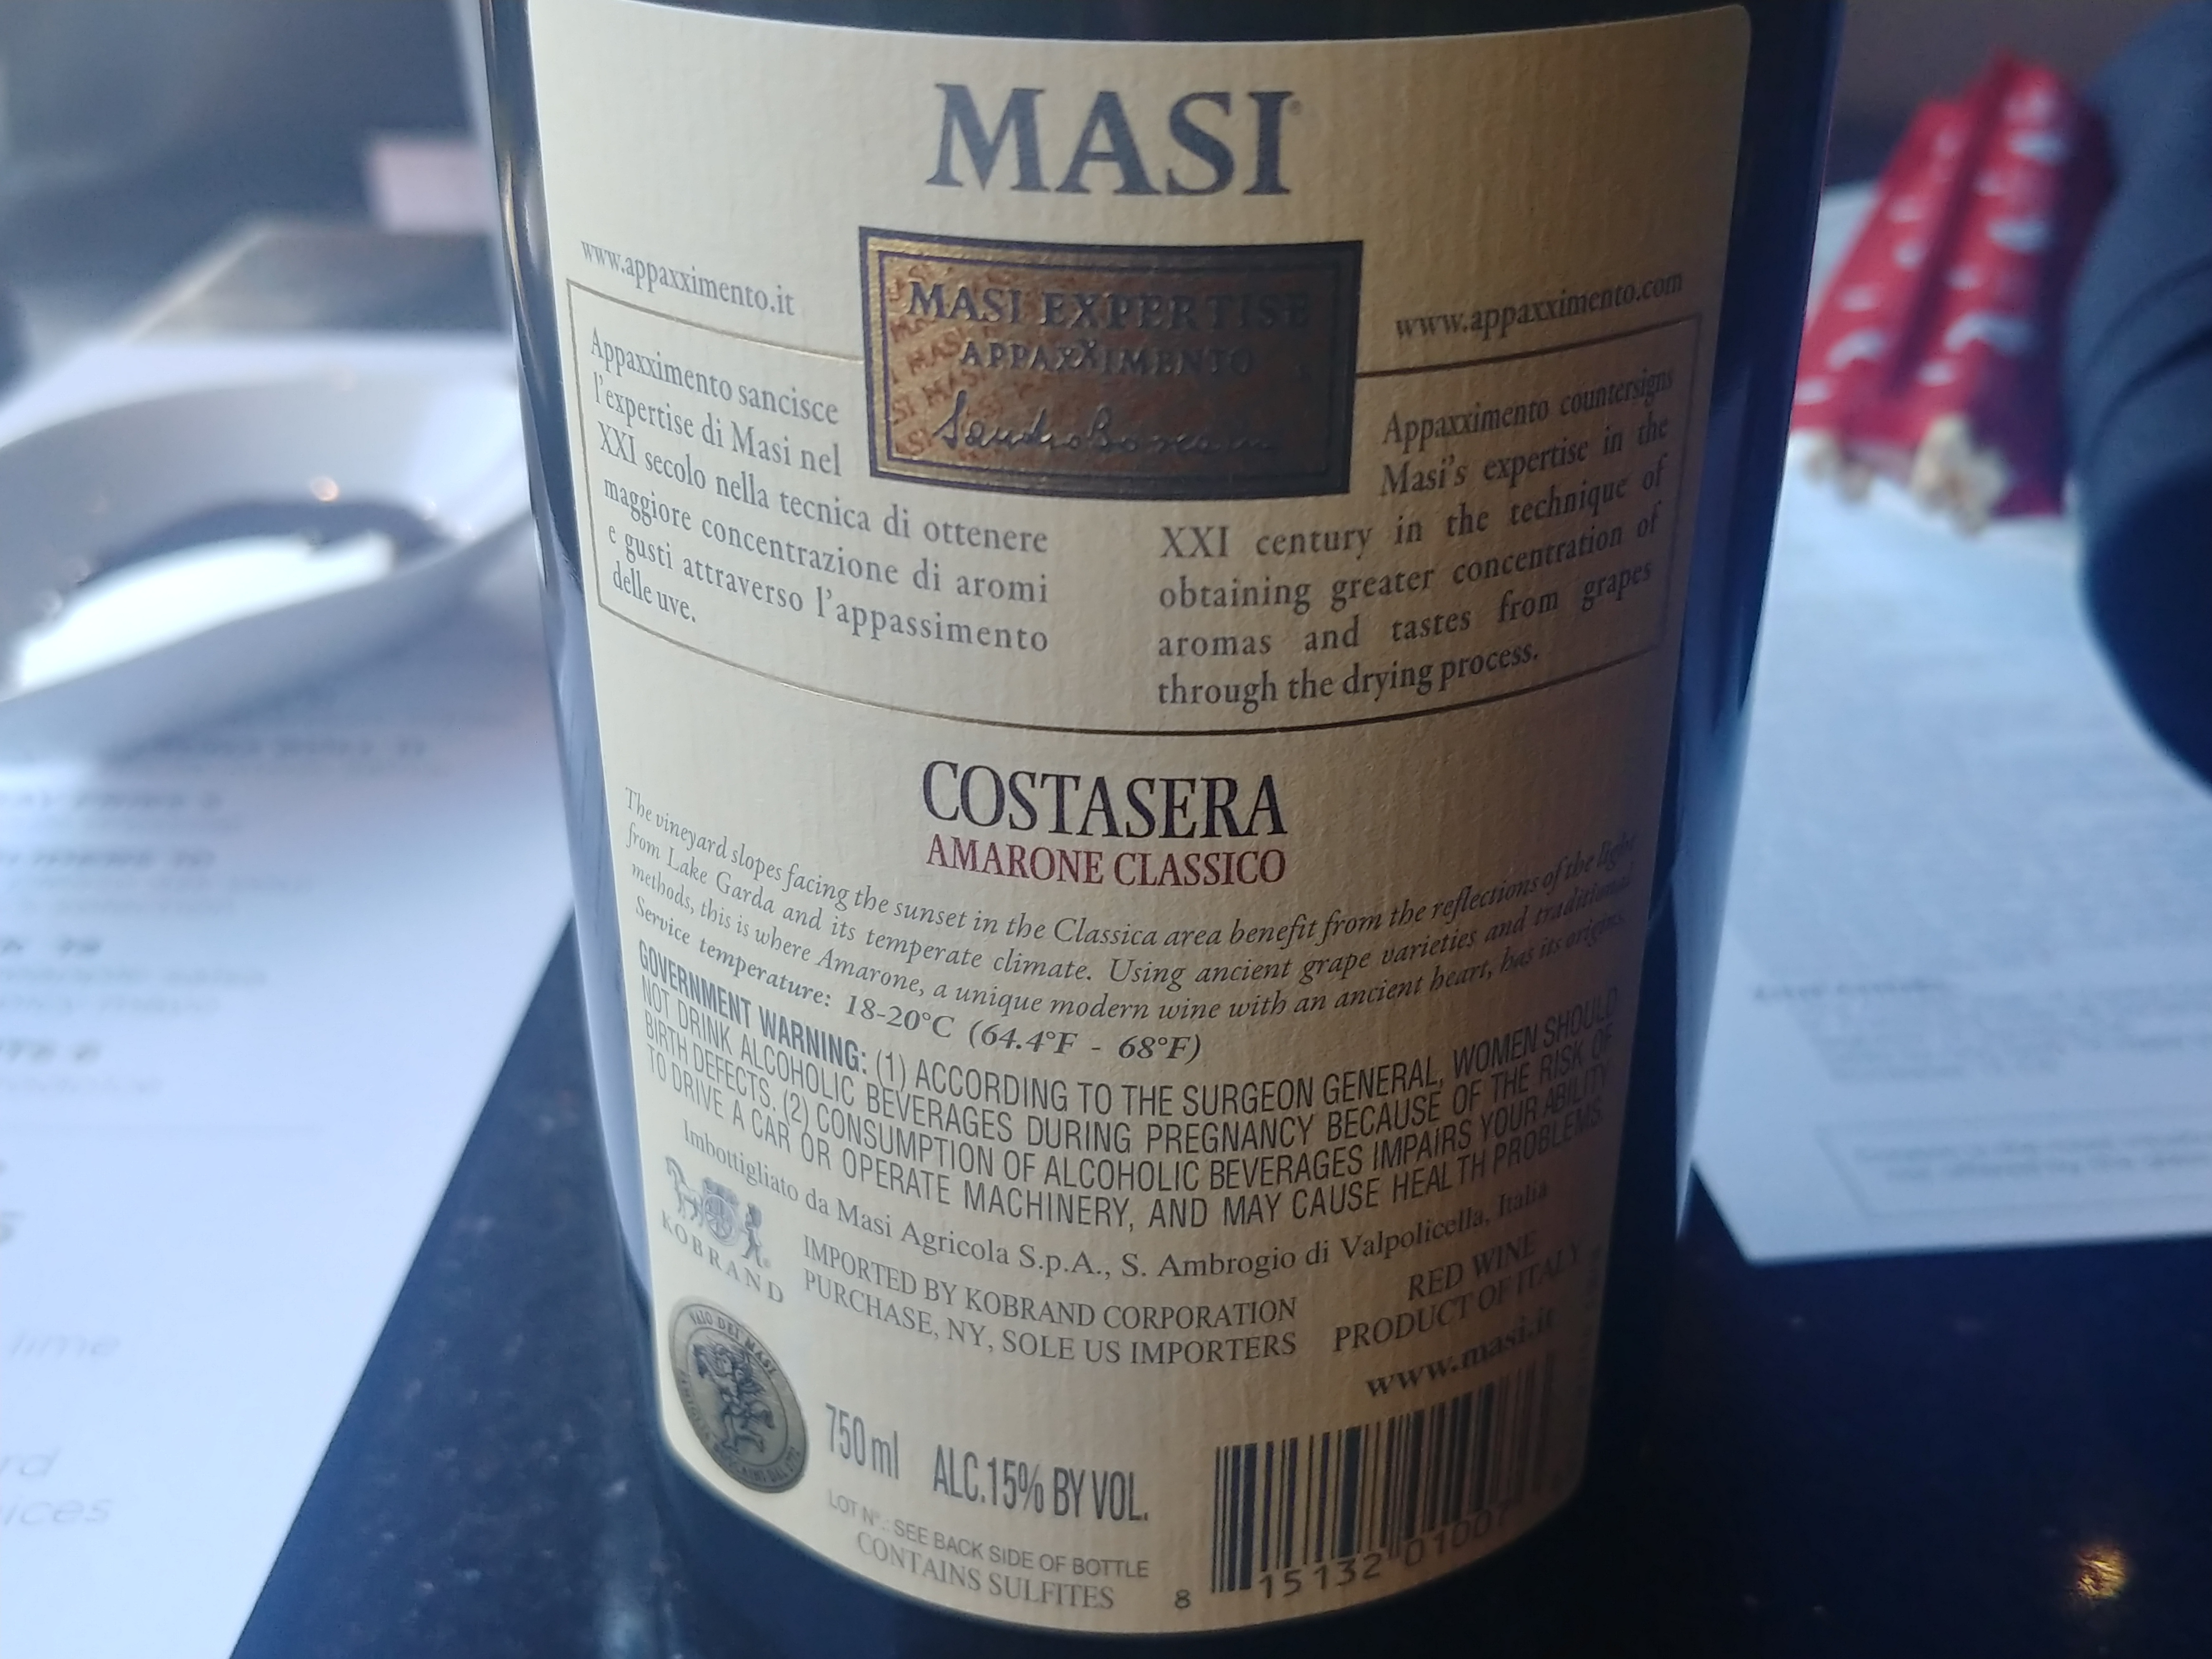 MASI®
www.appaxximento.it
MASI EXPERTISE
APPAXXIMENTO
www.appaxximento.com
Appaxximento sancisce
l'expertise di Masi nel
XXI secolo nella tecnica di ottenere
maggiore concentrazione di aromi
e gusti attraverso l'appassimento
delle uve.
Appaxximento countersigns
Masi's expertise in the
XXI century in the technique of
obtaining greater concentration of
aromas and tastes from grapes
through the drying process.
COSTASERA
AMARONE CLASSICO
The vineyard slopes facing the sunset in the Classica area benefit from the reflections of the light
from Lake Garda and its temperate climate. Using ancient grape varieties and traditional
methods, this is where Amarone, a unique modern wine with an ancient heart, has its origins.
Service temperature: 18-20°C (64.4°F - 68°F)
GOVERNMENT WARNING: (1) ACCORDING TO THE SURGEON GENERAL, WOMEN SHOULD
NOT DRINK ALCOHOLIC BEVERAGES DURING PREGNANCY BECAUSE OF THE RISK OF
BIRTH DEFECTS. (2) CONSUMPTION OF ALCOHOLIC BEVERAGES IMPAIRS YOUR ABILITY
TO DRIVE A CAR OR OPERATE MACHINERY, AND MAY CAUSE HEALTH PROBLEMS.
Imbottigliato da Masi Agricola S.p.A., S. Ambrogio di Valpolicella, Italia
KOBRAND
IMPORTED BY KOBRAND CORPORATION
PURCHASE, NY, SOLE US IMPORTERS
RED WINE
PRODUCT OF ITALY
www.masi.it
VAIO DEI MASI
750 ml ALC.15% BY VOL.
LOT N°.: SEE BACK SIDE OF BOTTLE
CONTAINS SULFITES
8 15132 01007
lime